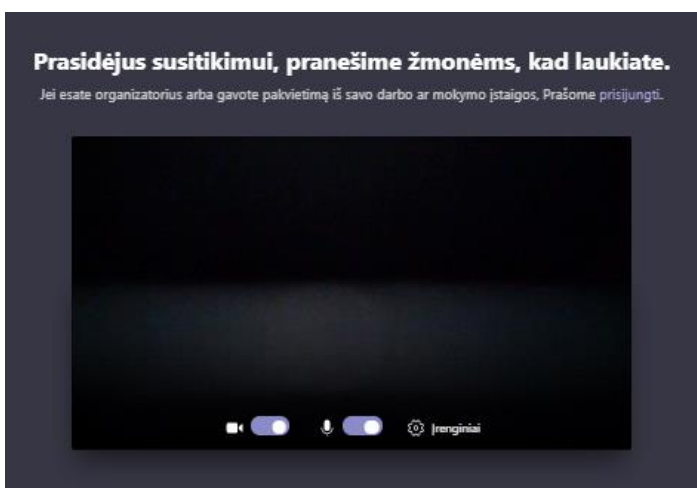 Prasidėjus susitikimui, pranešime žmonėms, kad laukiate.
Jei esate organizatorius arba gavote pakvietimą iš savo darbo ar mokymo įstaigos, Prašome prisijungti.
Įrenginiai